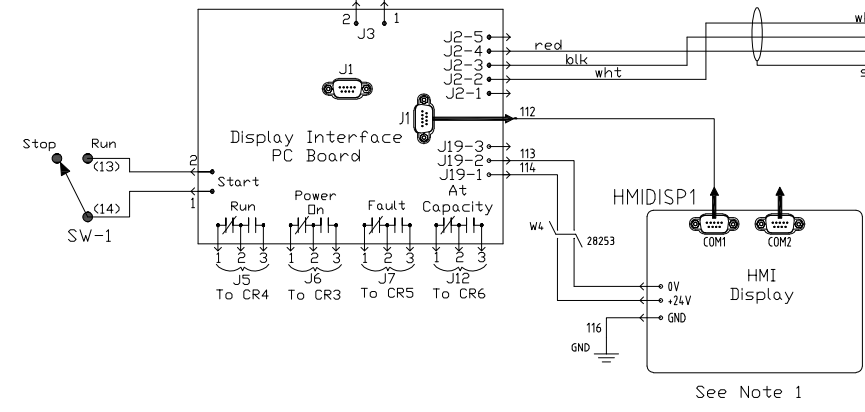 2 1
J3
J2-5
J2-4 red
J2-3 blk
J2-2 wht
J2-1
J1
J1
112
Display Interface
PC Board
J19-3
J19-2 113
J19-1 114
Stop Run
(13)
(14)
SW-1
2
Start
1
Run
Power
On
Fault
At
Capacity
1 2 3 1 2 3 1 2 3 1 2 3
J5 J6 J7 J12
To CR4 To CR3 To CR5 To CR6
W4
28253
HMIDISP1
COM1 COM2
HMI
Display
0V
+24V
GND
116
GND
See Note 1